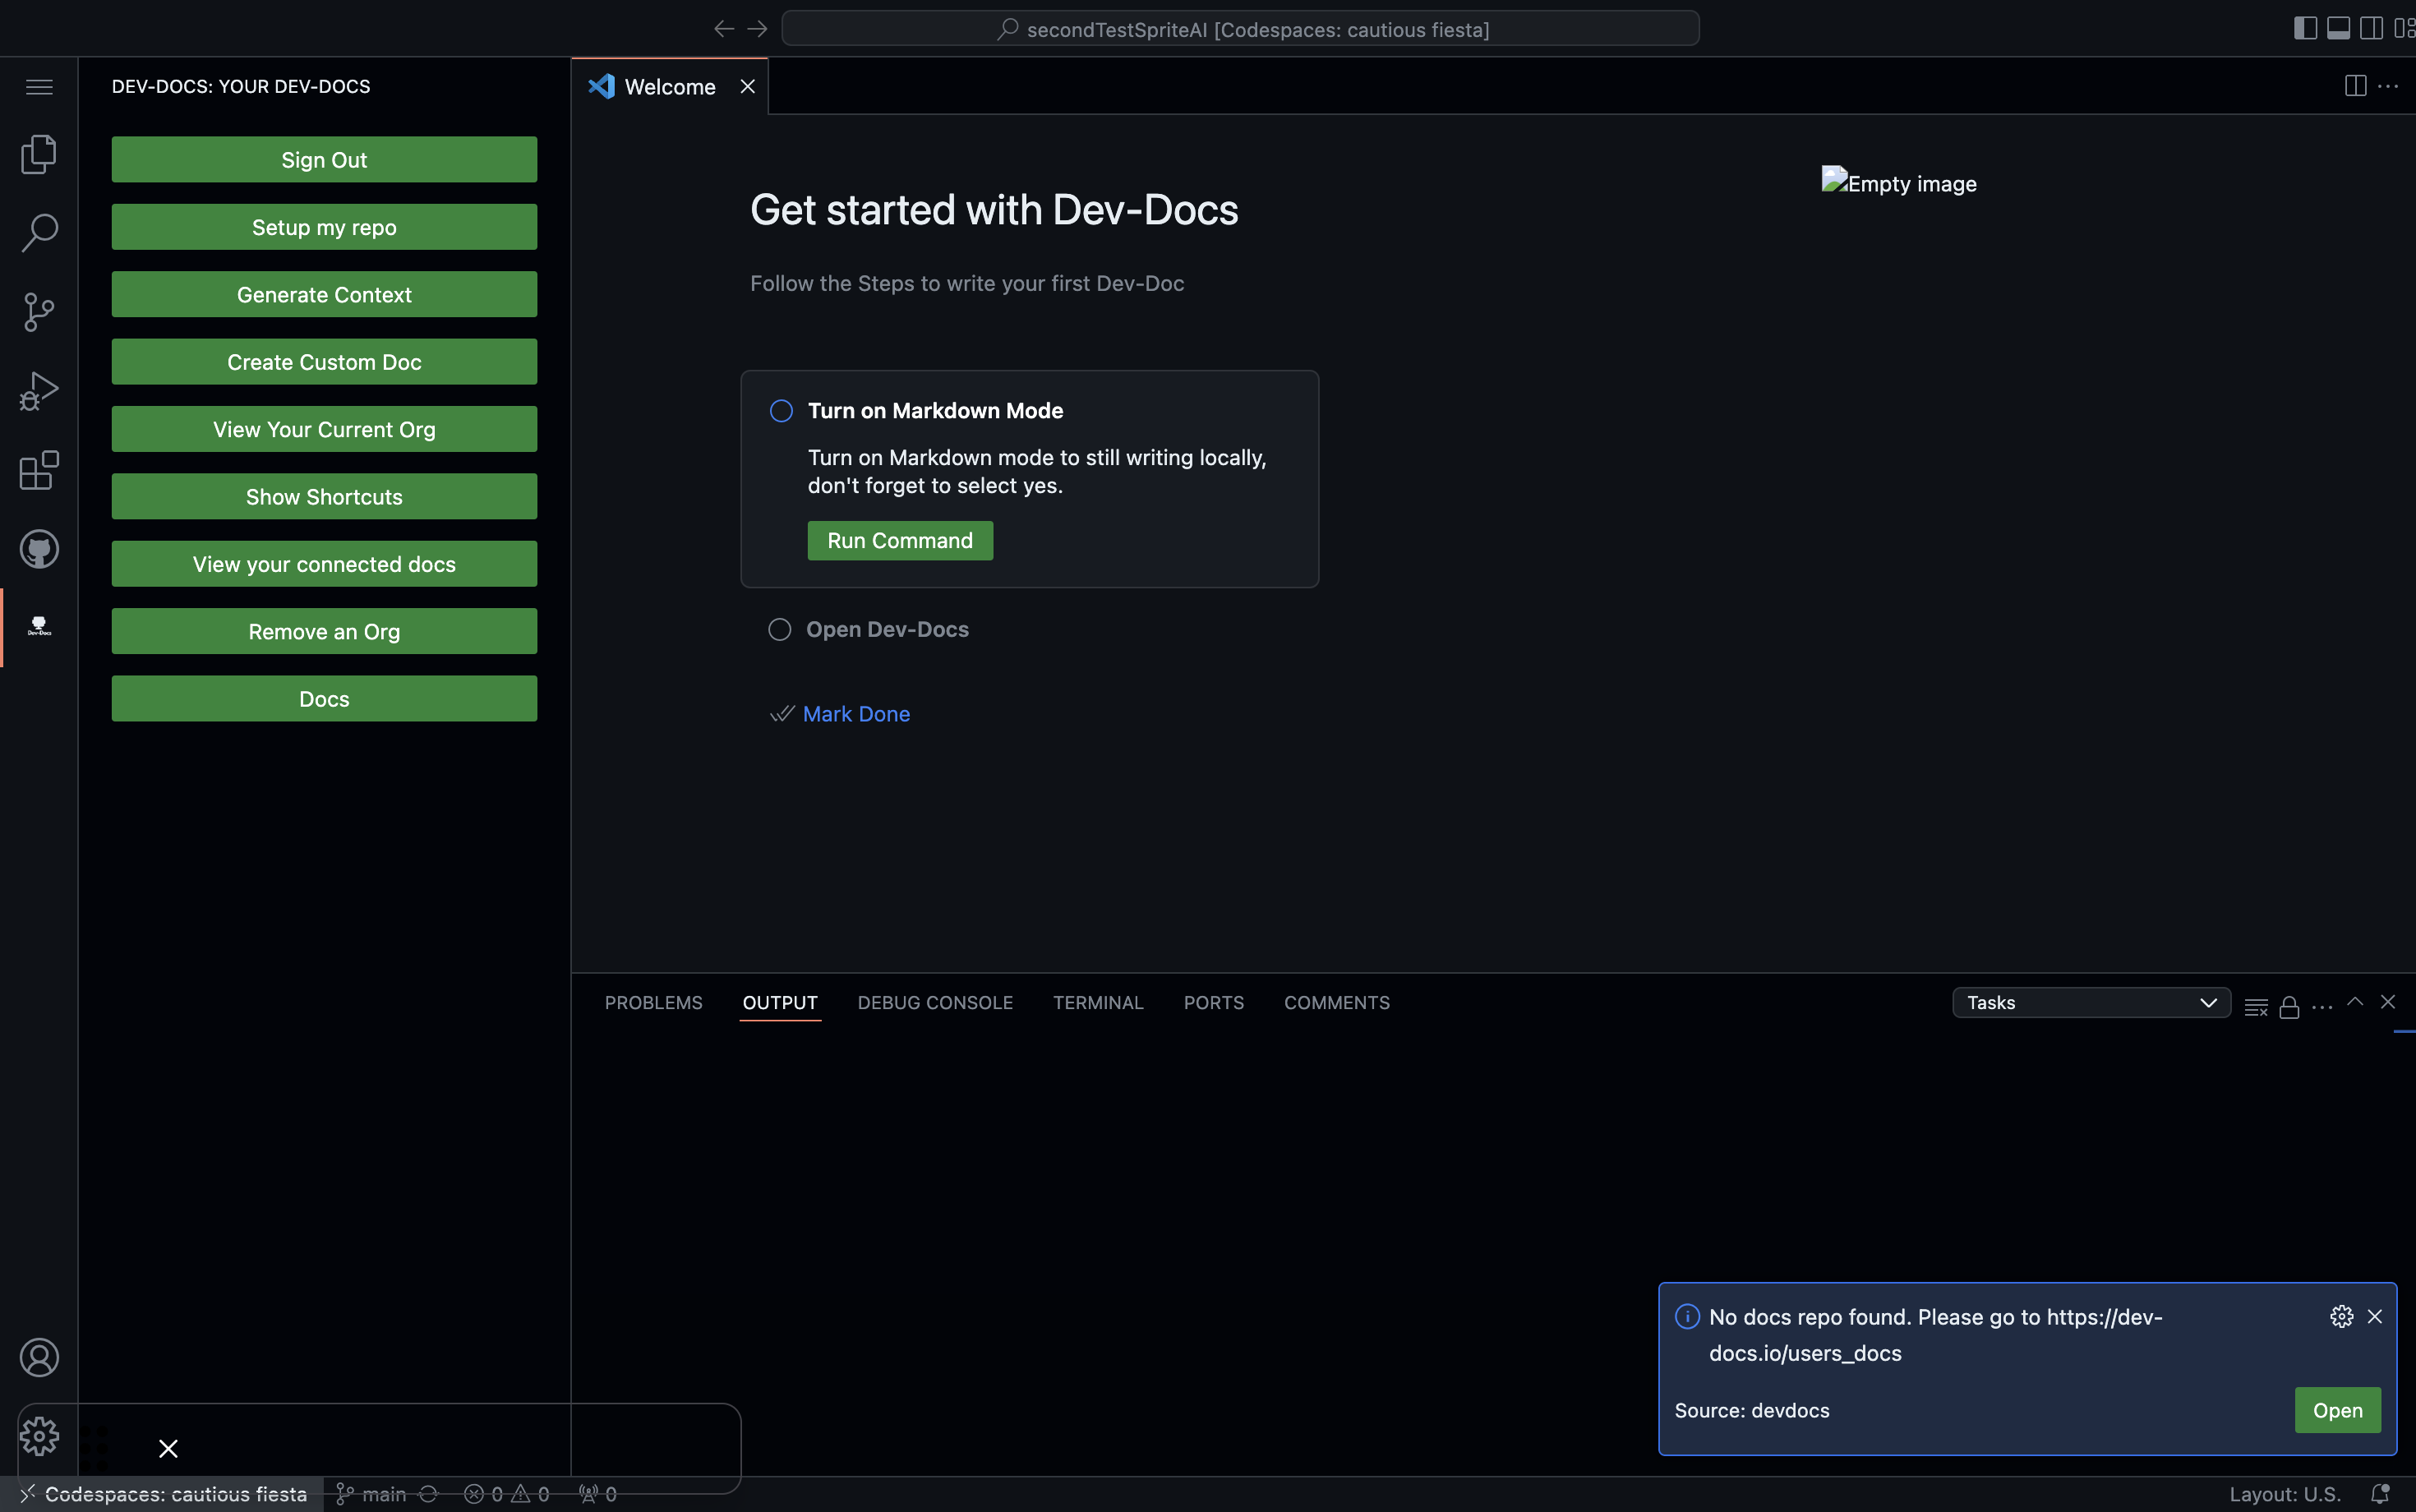 secondTestSpriteAI [Codespaces: cautious fiesta]
DEV-DOCS: YOUR DEV-DOCS
Sign Out
Setup my repo
Generate Context
Create Custom Doc
View Your Current Org
Show Shortcuts
View your connected docs
Remove an Org
Docs
Dev-Docs
Welcome
Get started with Dev-Docs
Follow the Steps to write your first Dev-Doc
Turn on Markdown Mode
Turn on Markdown mode to still writing locally,
don't forget to select yes.
Run Command
Open Dev-Docs
Mark Done
Empty image
PROBLEMS OUTPUT DEBUG CONSOLE TERMINAL PORTS COMMENTS
Tasks
No docs repo found. Please go to https://dev-
docs.io/users_docs
Source: devdocs
Open
Codespaces: cautious fiesta main 0 0 0
Layout: U.S.